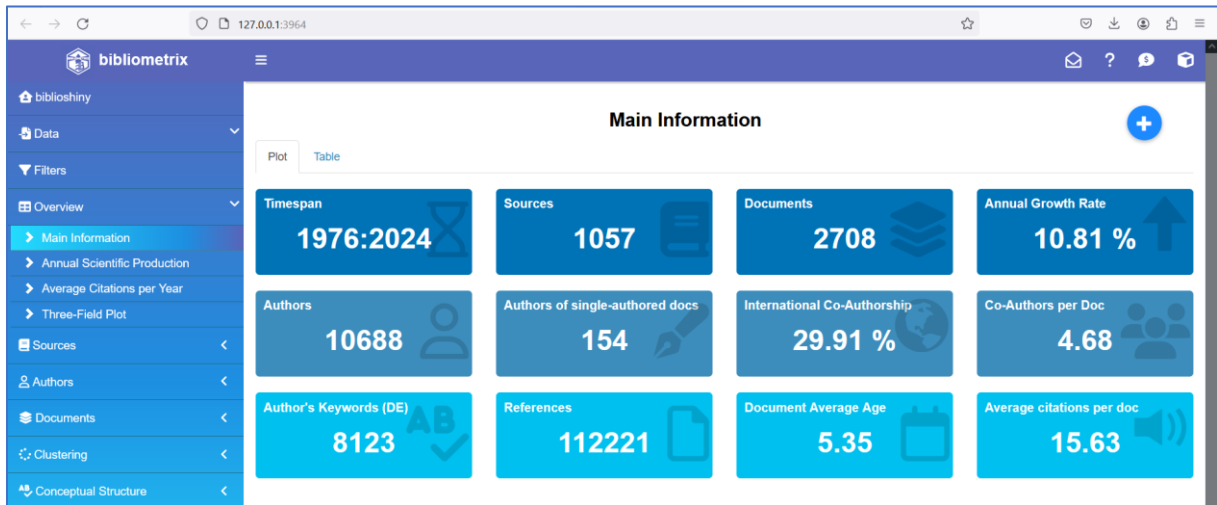 127.0.0.1:3964
bibliometrix
?
$
biblioshiny
Data
Filters
Overview
Main Information
Annual Scientific Production
Average Citations per Year
Three-Field Plot
Sources
Authors
Documents
Clustering
Conceptual Structure
Main Information
Plot Table
Timespan
1976:2024
Sources
1057
Documents
2708
Annual Growth Rate
10.81 %
Authors
10688
Authors of single-authored docs
154
International Co-Authorship
29.91 %
Co-Authors per Doc
4.68
Author's Keywords (DE)
8123
AB
References
112221
Document Average Age
5.35
Average citations per doc
15.63